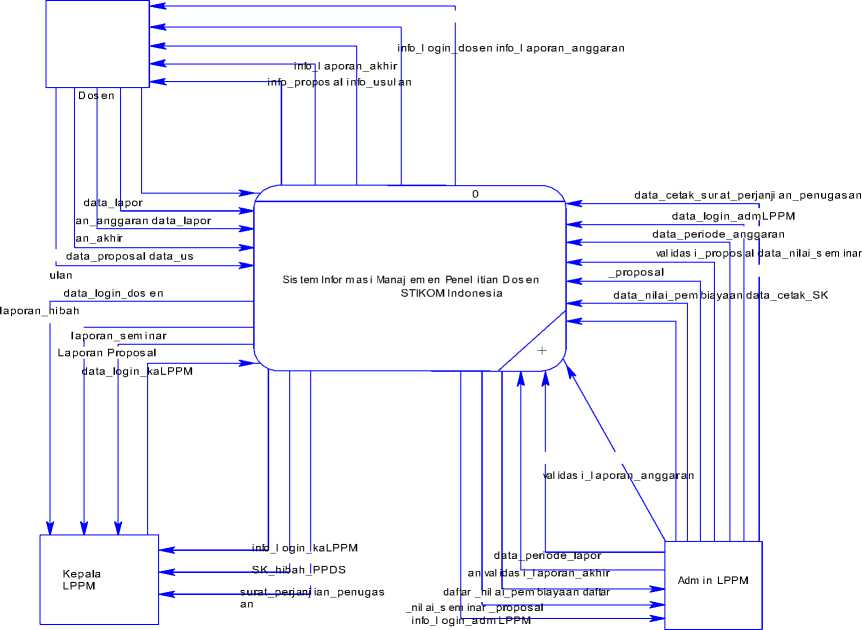 info_login_dosen info_laporan_anggaran
info_laporan_akhir
info_proposal info_usulan
Dosen
0
data_lapor
an_anggaran data_lapor
an_akhir
data_proposal data_us
ulan
data_login_dosen
laporan_hibah
laporan_seminar
Laporan Proposal
data_login_kaLPPM
Sistem Informasi Manajemen Penelitian Dosen
STIKOM Indonesia
+
data_cetak_surat_perjanjian_penugasan
data_login_admLPPM
data_periode_anggaran
validasi_proposal data_nilai_seminar
_proposal
data_nilai_pembiayaan data_cetak_SK
validasi_laporan_anggaran
Kepala
LPPM
info_login_kaLPPM
SK_hibah_PPDS
surat_perjanjian_penugas
an
data_periode_lapor
an validasi_laporan_akhir
daftar_nilai_pembiayaan daftar
_nilai_seminar_proposal
info_login_admLPPM
Admin LPPM